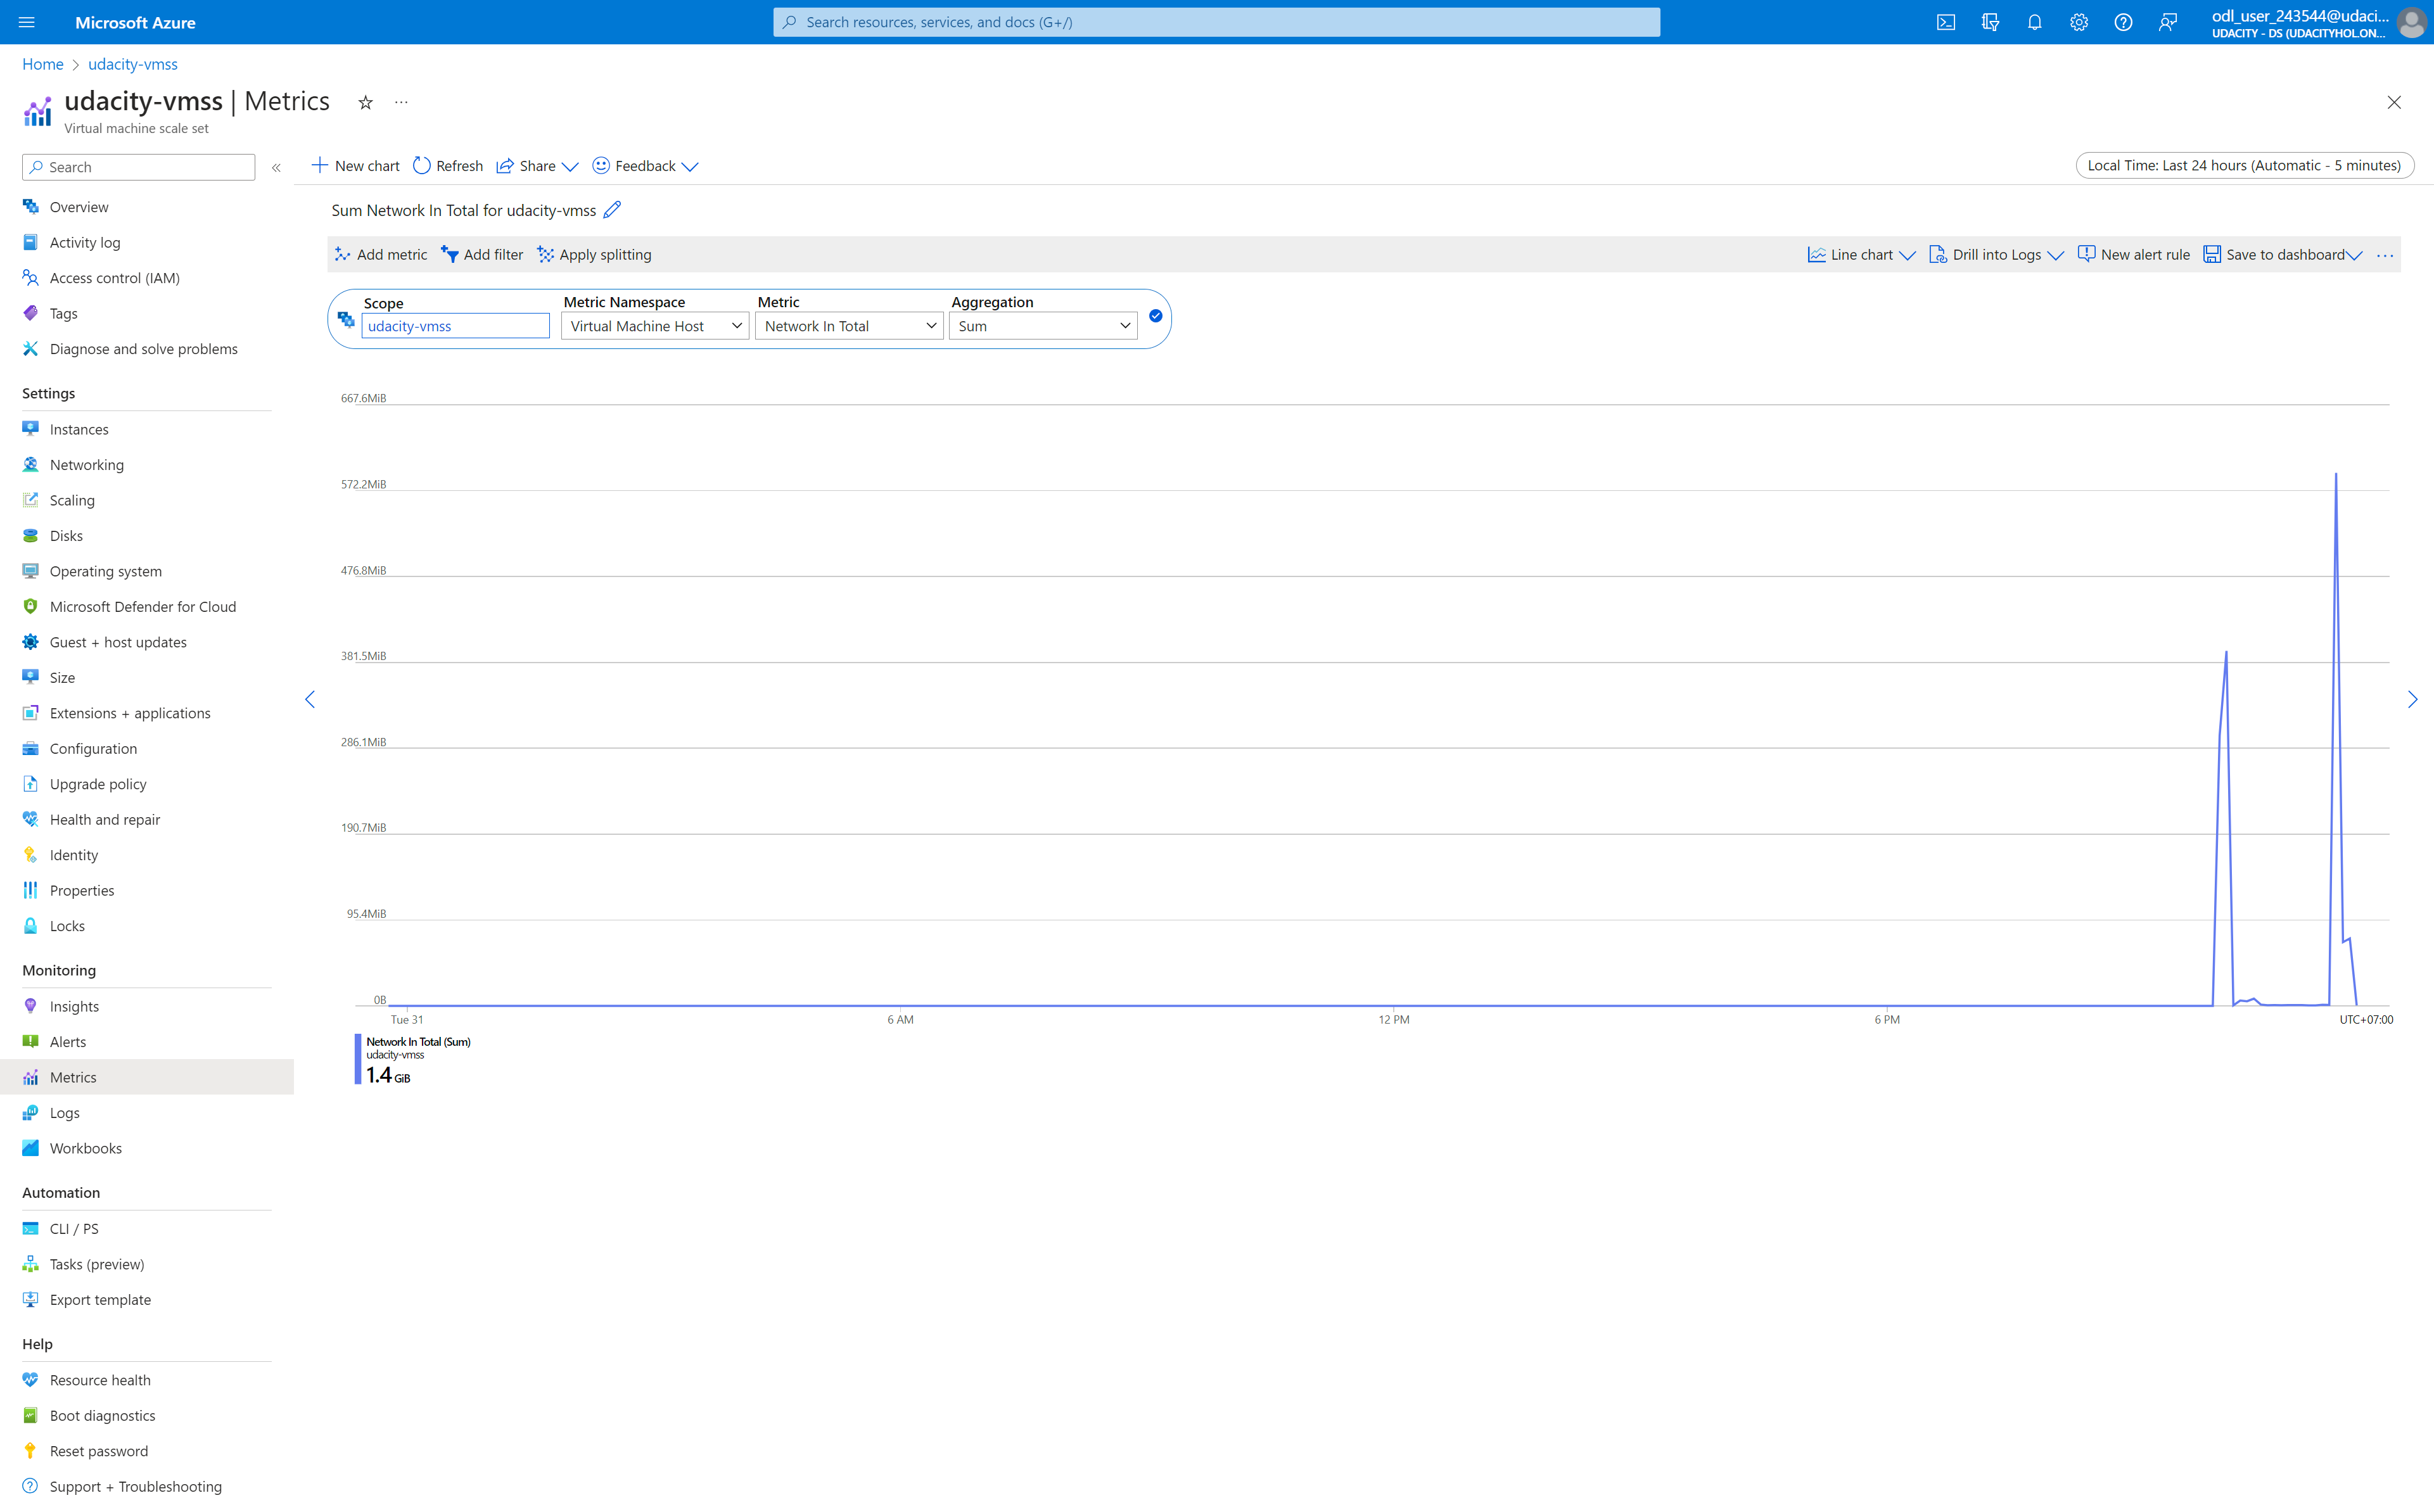 Microsoft Azure
Search resources, services, and docs (G+/)
odl_user_243544@udaci...
UDACITY - DS (UDACITYHOL.ON...
Home > udacity-vmss
udacity-vmss | Metrics
Virtual machine scale set
Search
New chart
Refresh
Share
Feedback
Local Time: Last 24 hours (Automatic - 5 minutes)
Overview
Activity log
Access control (IAM)
Tags
Diagnose and solve problems
Settings
Instances
Networking
Scaling
Disks
Operating system
Microsoft Defender for Cloud
Guest + host updates
Size
Extensions + applications
Configuration
Upgrade policy
Health and repair
Identity
Properties
Locks
Monitoring
Insights
Alerts
Metrics
Logs
Workbooks
Automation
CLI / PS
Tasks (preview)
Export template
Help
Resource health
Boot diagnostics
Reset password
Support + Troubleshooting
Sum Network In Total for udacity-vmss
Add metric
Add filter
Apply splitting
Line chart
Drill into Logs
New alert rule
Save to dashboard
Scope
udacity-vmss
Metric Namespace
Virtual Machine Host
Metric
Network In Total
Aggregation
Sum
667.6MiB
572.2MiB
476.8MiB
381.5MiB
286.1MiB
190.7MiB
95.4MiB
0B
Tue 31
6 AM
12 PM
6 PM
UTC+07:00
Network In Total (Sum)
udacity-vmss
1.4 GiB